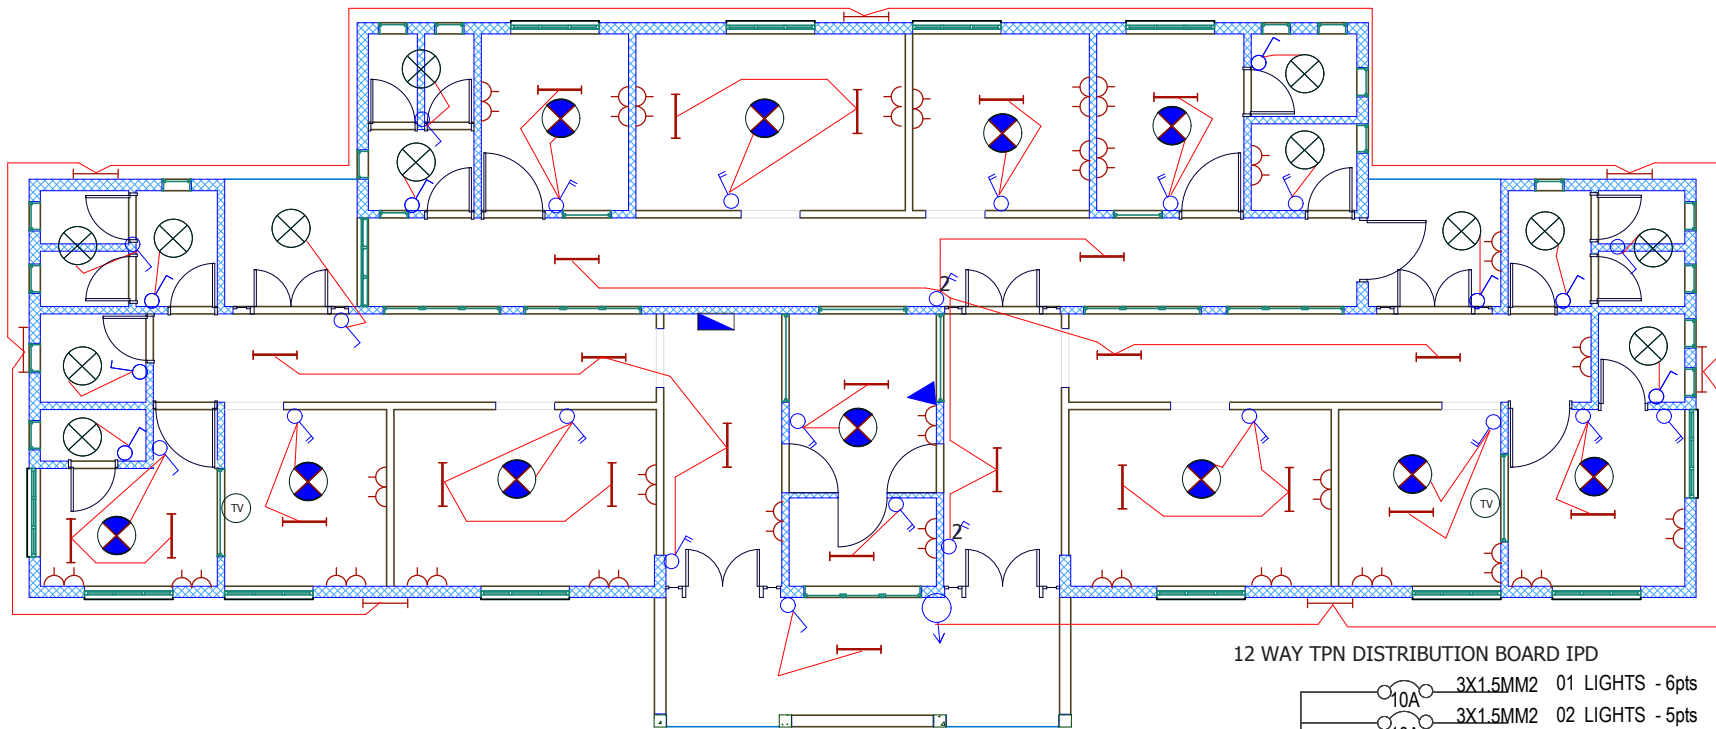 2
TV
TV
2
12 WAY TPN DISTRIBUTION BOARD IPD
10A 3X1.5MM2 01 LIGHTS - 6pts
3X1.5MM2 02 LIGHTS - 5pts